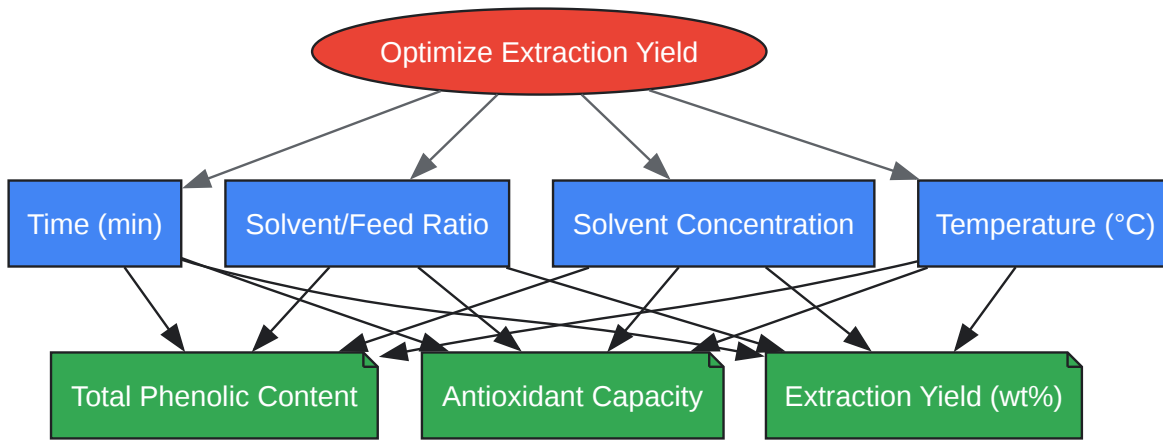 Optimize Extraction Yield
Time (min)
Solvent/Feed Ratio
Solvent Concentration
Temperature (°C)
Total Phenolic Content
Antioxidant Capacity
Extraction Yield (wt%)